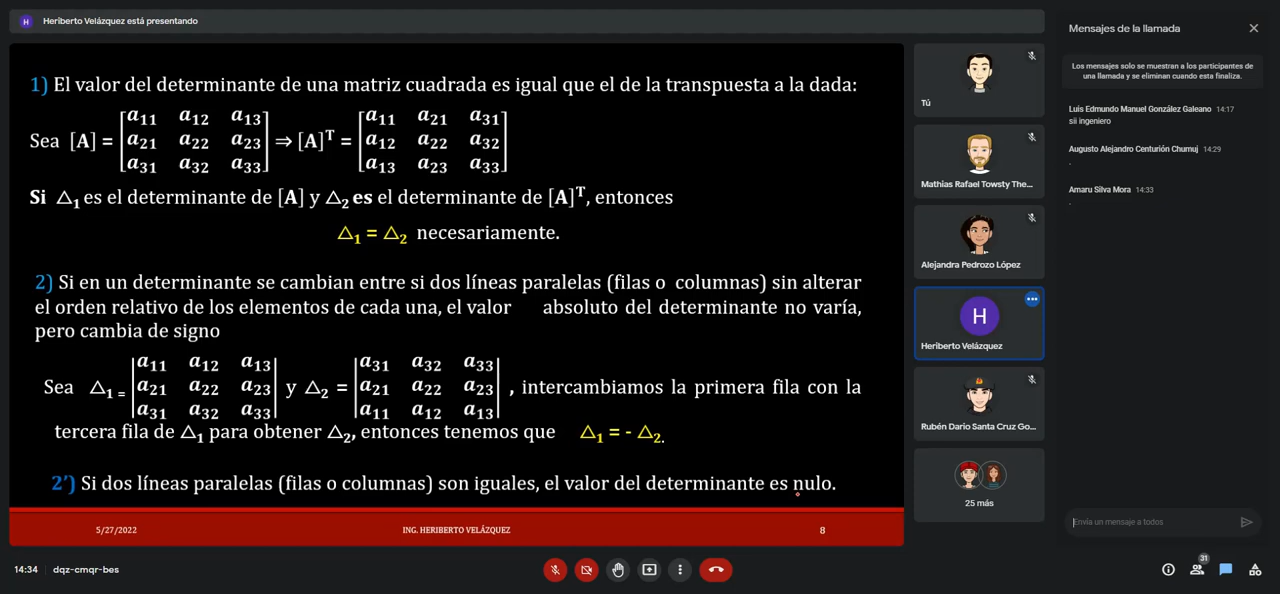 H Heriberto Velázquez está presentando
1) El valor del determinante de una matriz cuadrada es igual que el de la transpuesta a la dada:
Sea [A] = [a11 a12 a13; a21 a22 a23; a31 a32 a33] ⇒ [A]^T = [a11 a21 a31; a12 a22 a32; a13 a23 a33]
Si △1 es el determinante de [A] y △2 es el determinante de [A]^T, entonces
△1 = △2 necesariamente.
2) Si en un determinante se cambian entre si dos líneas paralelas (filas o columnas) sin alterar
el orden relativo de los elementos de cada una, el valor absoluto del determinante no varía,
pero cambia de signo
Sea △1 = |a11 a12 a13; a21 a22 a23; a31 a32 a33| y △2 = |a31 a32 a33; a21 a22 a23; a11 a12 a13| , intercambiamos la primera fila con la
tercera fila de △1 para obtener △2, entonces tenemos que △1 = - △2.
2') Si dos líneas paralelas (filas o columnas) son iguales, el valor del determinante es nulo.
5/27/2022 ING. HERIBERTO VELÁZQUEZ 8
Tú
Mathías Rafael Towsty The...
Alejandra Pedrozo López
H
Heriberto Velázquez
Rubén Dario Santa Cruz Go...
25 más
Mensajes de la llamada
Los mensajes solo se muestran a los participantes de
una llamada y se eliminan cuando esta finaliza.
Luis Edmundo Manuel González Galeano 14:17
sii ingeniero
Augusto Alejandro Centurión Chumuj 14:29
.
Amaru Silva Mora 14:33
.
Envía un mensaje a todos
14:34 dqz-cmqr-bes
31